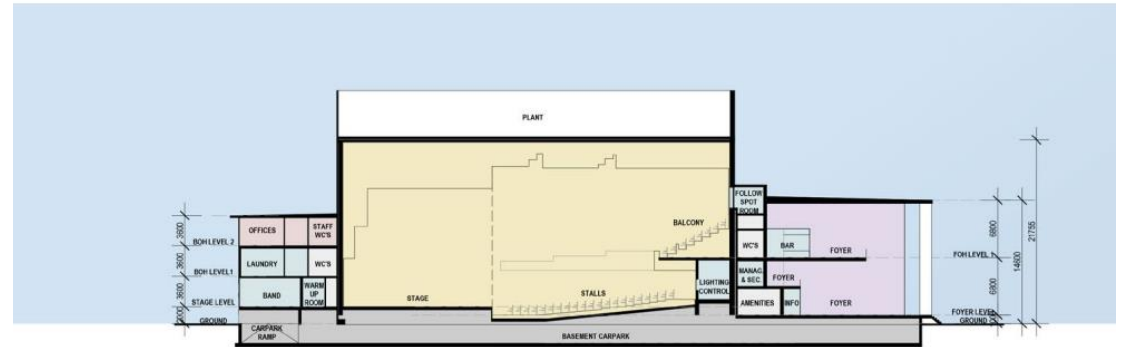 PLANT
FOLLOW
SPOT
ROOM
BALCONY
OFFICES
STAFF
WC'S
3600
BOH LEVEL 2
WC'S
BAR
FOYER
6800
FOH LEVEL 1
21755
14600
LAUNDRY
WC'S
3600
BOH LEVEL1
LIGHTING
CONTROL
MANAG.
& SEC.
FOYER
BAND
WARM
UP
ROOM
3600
STAGE LEVEL
STAGE
STALLS
AMENITIES
INFO
FOYER
6800
FOYER LEVEL
GROUND
GROUND
CARPARK
RAMP
BASEMENT CARPARK